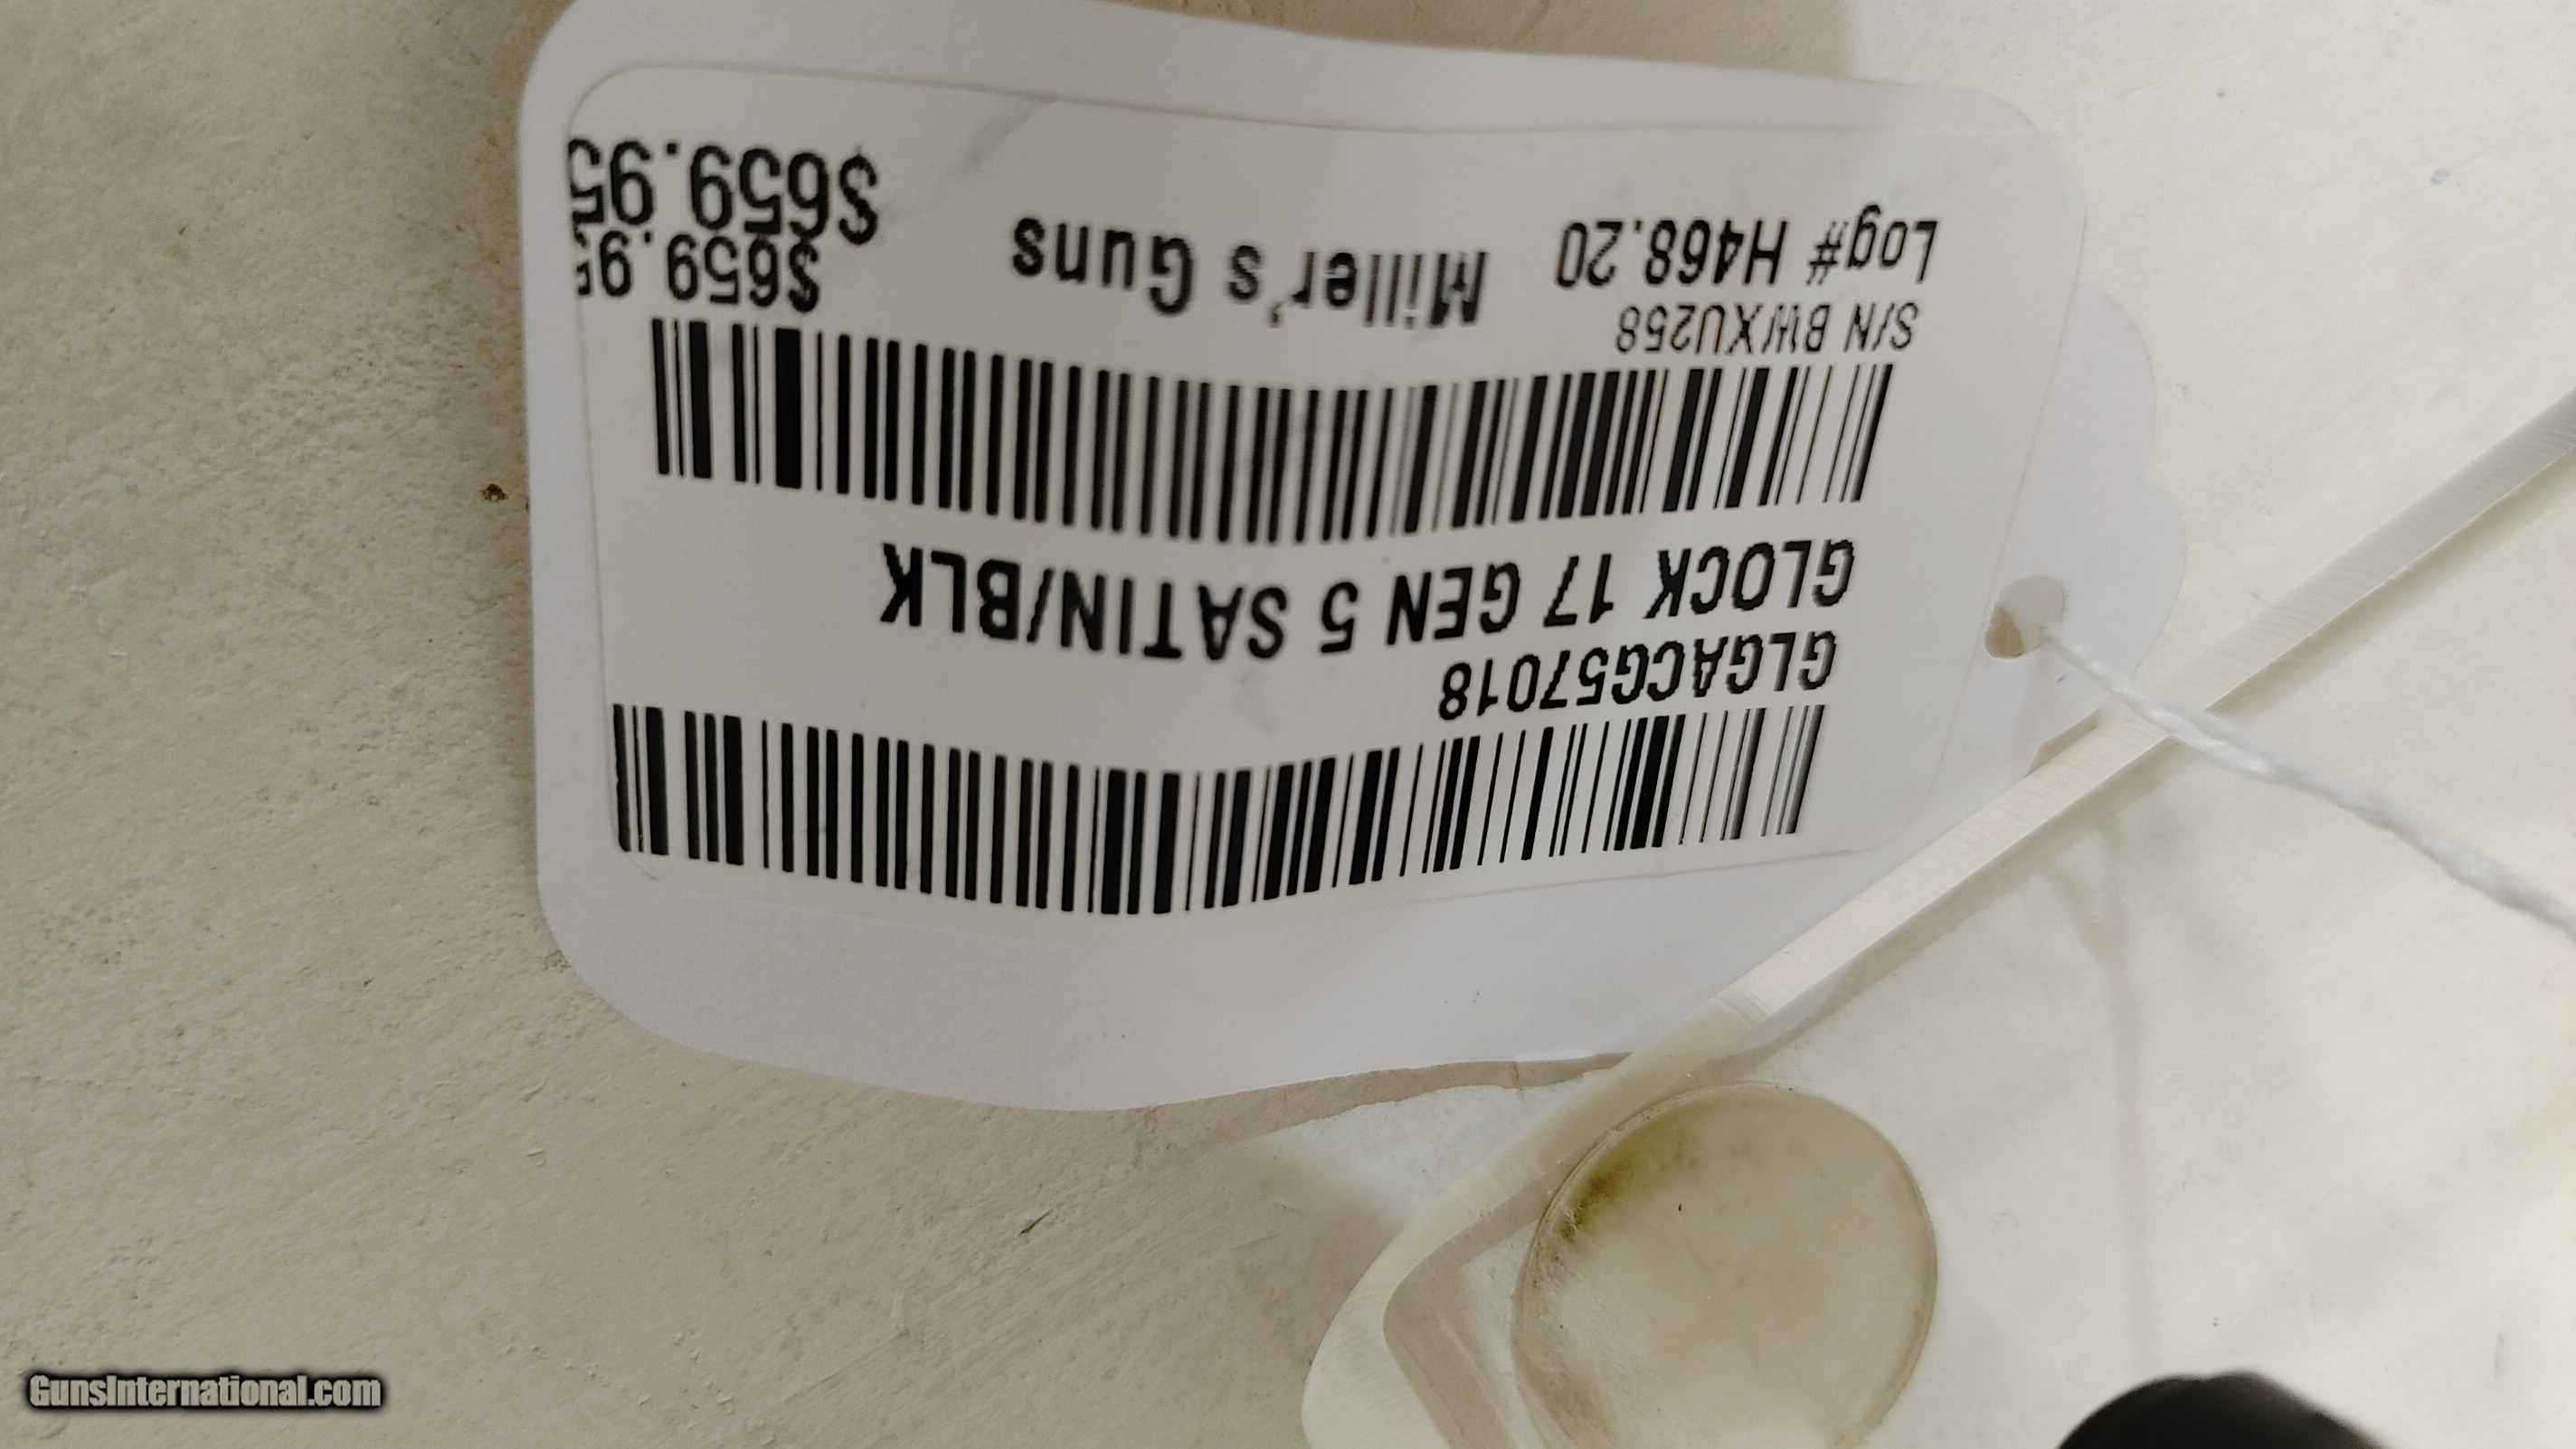 GLGACG57018
GLOCK 17 GEN 5 SATIN/BLK
S/N BWXU258
Log# H468.20
Miller's Guns
$659.95
$659.95
GunsInternational.com